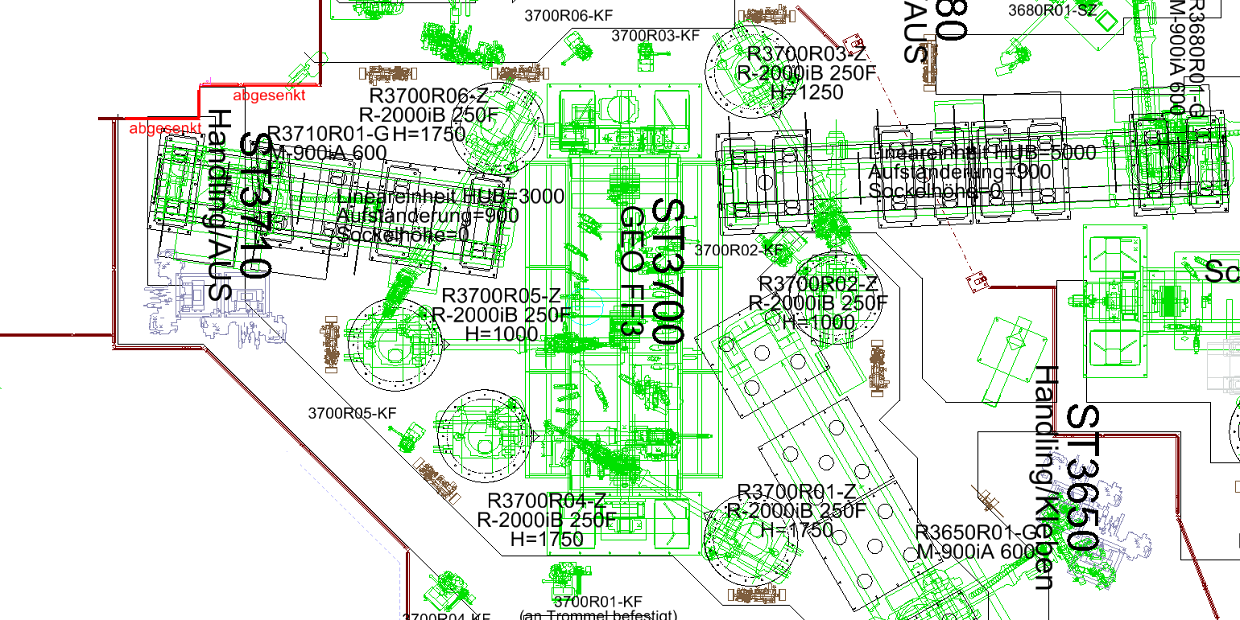 3700R06-KF
3700R03-KF
80
AUS
3680R01-SZ
R3680R01-G
M-900iA 600
R3700R03-Z
R-2000iB 250F
H=1250
abgesenkt
abgesenkt
R3700R06-Z
R-2000iB 250F
H=1750
R3710R01-G
M-900iA 600
Lineareinheit HUB=3000
Aufständerung=900
Sockelhöhe=0
ST3710
Handling AUS
Lineareinheit HUB=5000
Aufständerung=900
Sockelhöhe=0
ST3700
GEO FF3
3700R02-KF
R3700R02-Z
R-2000iB 250F
H=1000
R3700R05-Z
R-2000iB 250F
H=1000
Sc
3700R05-KF
ST3650
Handling/Kleben
R3700R04-Z
R-2000iB 250F
H=1750
R3700R01-Z
R-2000iB 250F
H=1750
R3650R01-G
M-900iA 600
3700R01-KF
(an Trommel befestigt)
3700R04-KF